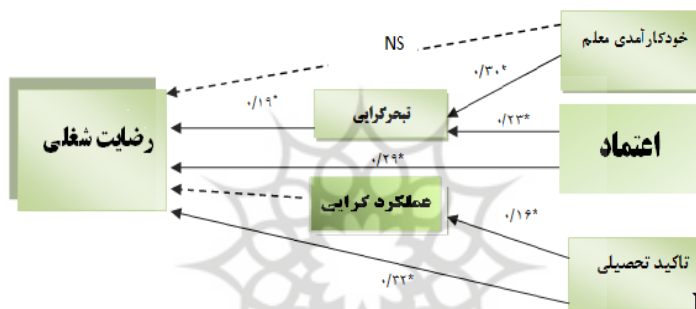 خودکارآمدی معلم
NS
۰/۳۰*
۰/۱۹*
تبحرگرایی
۰/۲۳*
اعتماد
رضایت شغلی
۰/۲۹*
عملکرد گرایی
۰/۱۶*
تاکید تحصیلی
۰/۳۲*